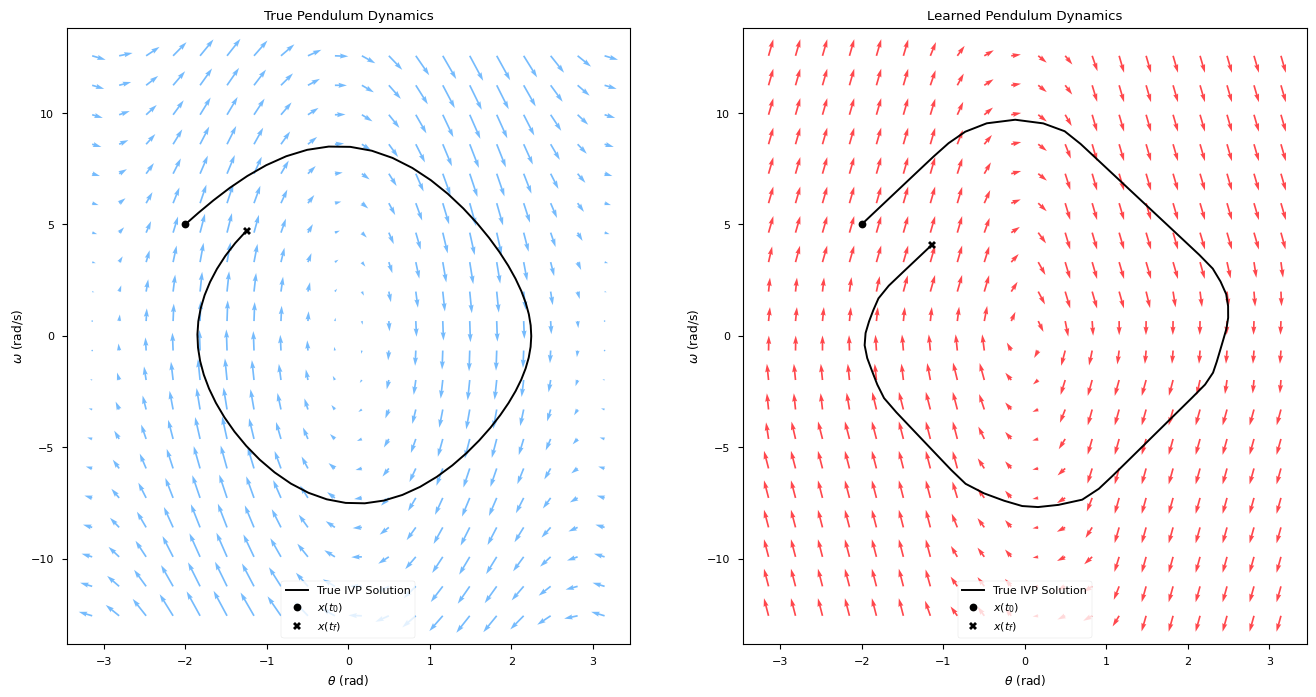 True Pendulum Dynamics
10
5
0
−5
−10
ω (rad/s)
−3 −2 −1 0 1 2 3
θ (rad)
True IVP Solution
x(t₀)
x(t_f)
Learned Pendulum Dynamics
10
5
0
−5
−10
ω (rad/s)
−3 −2 −1 0 1 2 3
θ (rad)
True IVP Solution
x(t₀)
x(t_f)